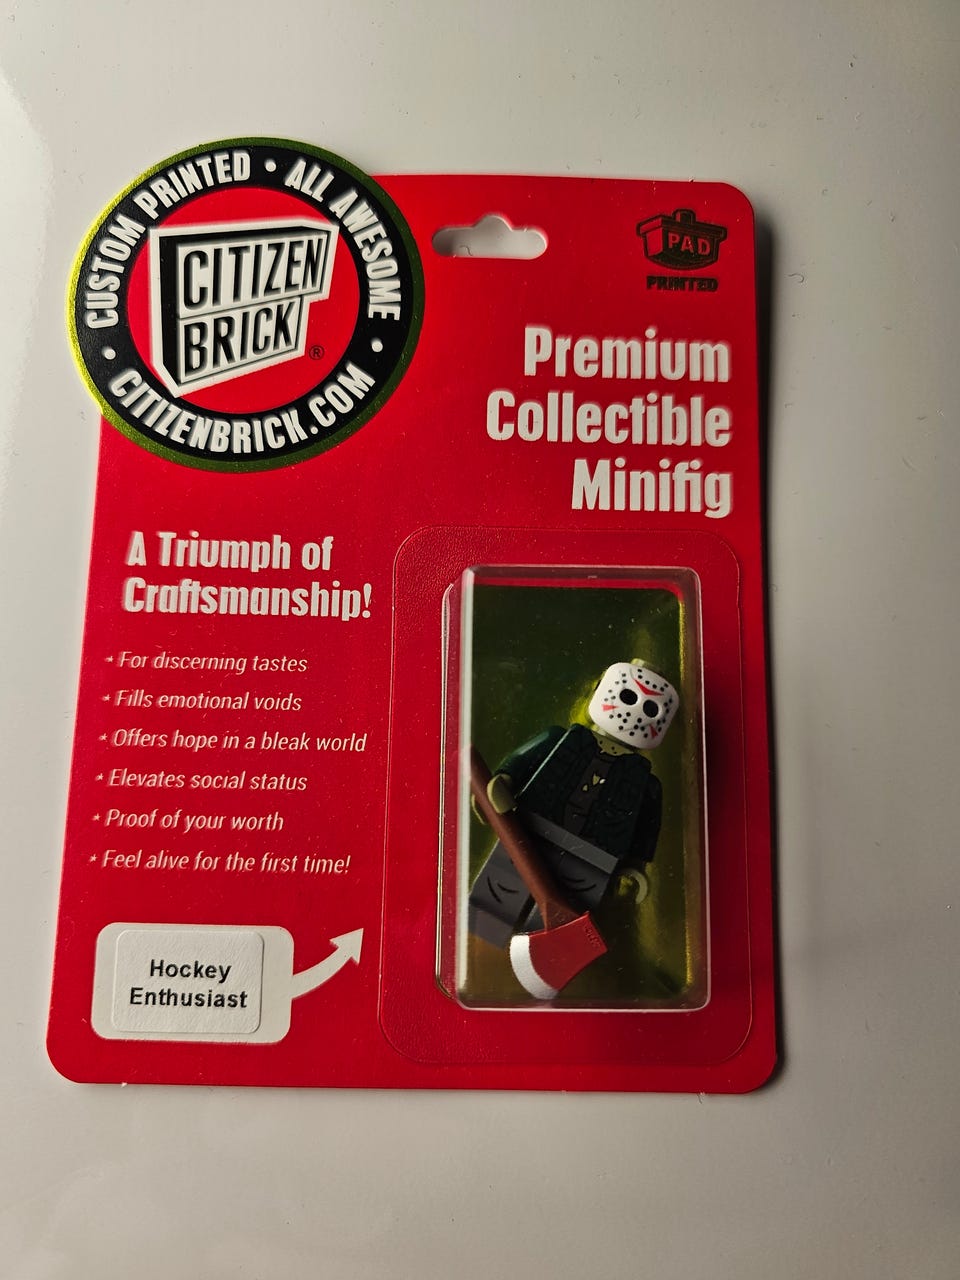 CUSTOM PRINTED • ALL AWESOME • CITIZENBRICK.COM •
CITIZEN
BRICK®
PAD
PRINTED
Premium
Collectible
Minifig
A Triumph of
Craftsmanship!
* For discerning tastes
* Fills emotional voids
* Offers hope in a bleak world
* Elevates social status
* Proof of your worth
* Feel alive for the first time!
Hockey
Enthusiast